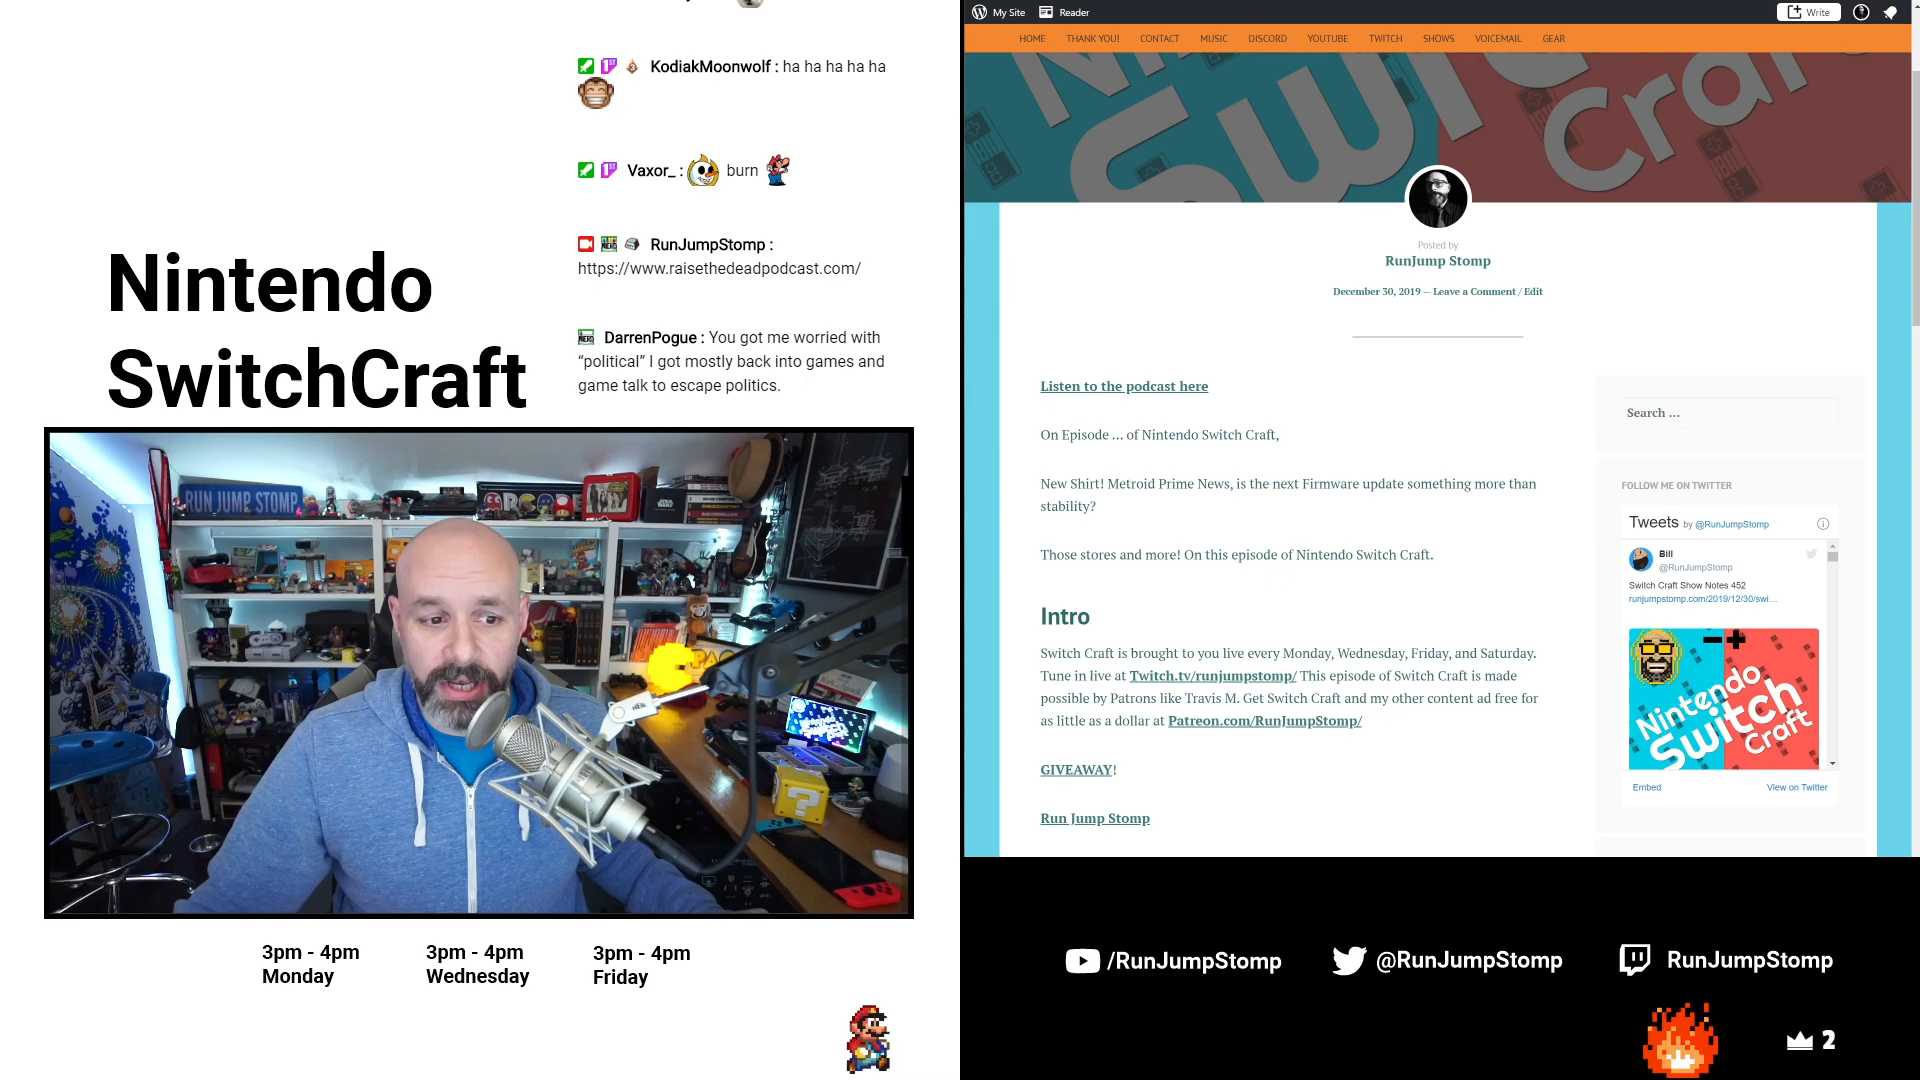 KodiakMoonwolf : ha ha ha ha ha
Vaxor_ : burn
RunJumpStomp :
https://www.raisethedeadpodcast.com/
DarrenPogue : You got me worried with
“political” I got mostly back into games and
game talk to escape politics.
Nintendo
SwitchCraft
RUN JUMP STOMP
3pm - 4pm
Monday
3pm - 4pm
Wednesday
3pm - 4pm
Friday
My Site
Reader
Write
HOME
THANK YOU!
CONTACT
MUSIC
DISCORD
YOUTUBE
TWITCH
SHOWS
VOICEMAIL
GEAR
Posted by
RunJump Stomp
December 30, 2019 — Leave a Comment / Edit
Listen to the podcast here
On Episode … of Nintendo Switch Craft,
New Shirt! Metroid Prime News, is the next Firmware update something more than
stability?
Those stores and more! On this episode of Nintendo Switch Craft.
Intro
Switch Craft is brought to you live every Monday, Wednesday, Friday, and Saturday.
Tune in live at Twitch.tv/runjumpstomp/ This episode of Switch Craft is made
possible by Patrons like Travis M. Get Switch Craft and my other content ad free for
as little as a dollar at Patreon.com/RunJumpStomp/
GIVEAWAY!
Run Jump Stomp
Search …
FOLLOW ME ON TWITTER
Tweets by @RunJumpStomp
Bill
@RunJumpStomp
Switch Craft Show Notes 452
runjumpstomp.com/2019/12/30/swi…
Nintendo
Switch
Craft
Embed
View on Twitter
/RunJumpStomp
@RunJumpStomp
RunJumpStomp
2